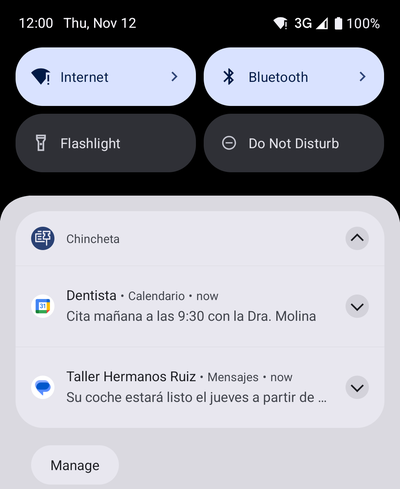 12:00 Thu, Nov 12 3G 100%
Internet Bluetooth
Flashlight Do Not Disturb
Chincheta
Dentista • Calendario • now
Cita mañana a las 9:30 con la Dra. Molina
Taller Hermanos Ruiz • Mensajes • now
Su coche estará listo el jueves a partir de ...
Manage